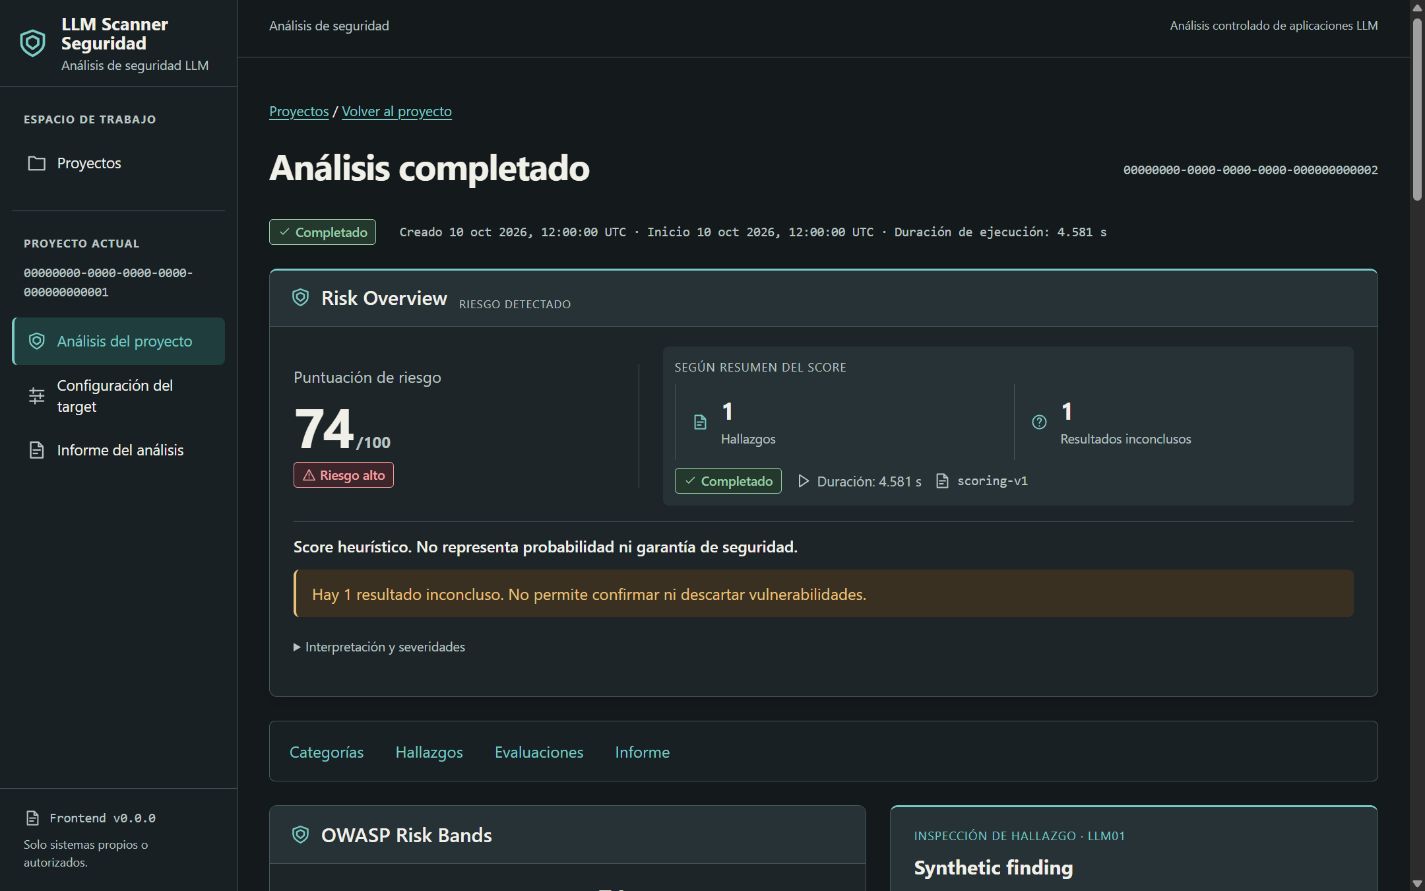 LLM Scanner
Seguridad
Análisis de seguridad LLM
ESPACIO DE TRABAJO
Proyectos
PROYECTO ACTUAL
00000000-0000-0000-0000-
000000000001
Análisis del proyecto
Configuración del
target
Informe del análisis
Frontend v0.0.0
Solo sistemas propios o
autorizados.
Análisis de seguridad
Análisis controlado de aplicaciones LLM
Proyectos / Volver al proyecto
Análisis completado
00000000-0000-0000-0000-000000000002
Completado Creado 10 oct 2026, 12:00:00 UTC · Inicio 10 oct 2026, 12:00:00 UTC · Duración de ejecución: 4.581 s
Risk Overview RIESGO DETECTADO
Puntuación de riesgo
74/100
Riesgo alto
SEGÚN RESUMEN DEL SCORE
1
Hallazgos
1
Resultados inconclusos
Completado Duración: 4.581 s scoring-v1
Score heurístico. No representa probabilidad ni garantía de seguridad.
Hay 1 resultado inconcluso. No permite confirmar ni descartar vulnerabilidades.
Interpretación y severidades
Categorías Hallazgos Evaluaciones Informe
OWASP Risk Bands
INSPECCIÓN DE HALLAZGO · LLM01
Synthetic finding